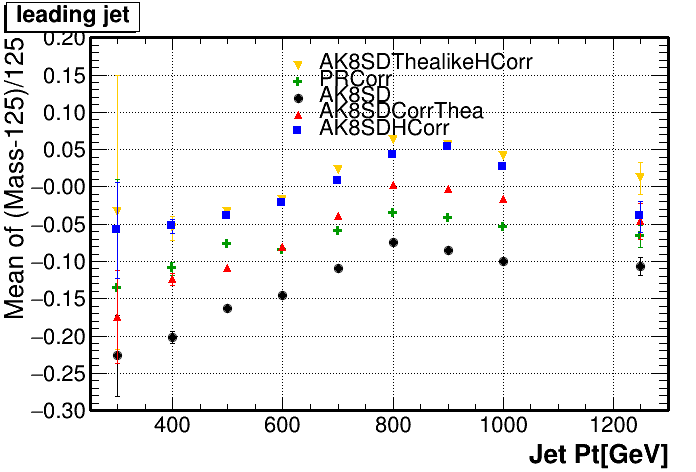 leading jet
Mean of (Mass-125)/125
0.20
0.15
0.10
0.05
−0.00
−0.05
−0.10
−0.15
−0.20
−0.25
−0.30
AK8SDThealikeHCorr
PRCorr
AK8SD
AK8SDCorrThea
AK8SDHCorr
400 600 800 1000 1200
Jet Pt[GeV]